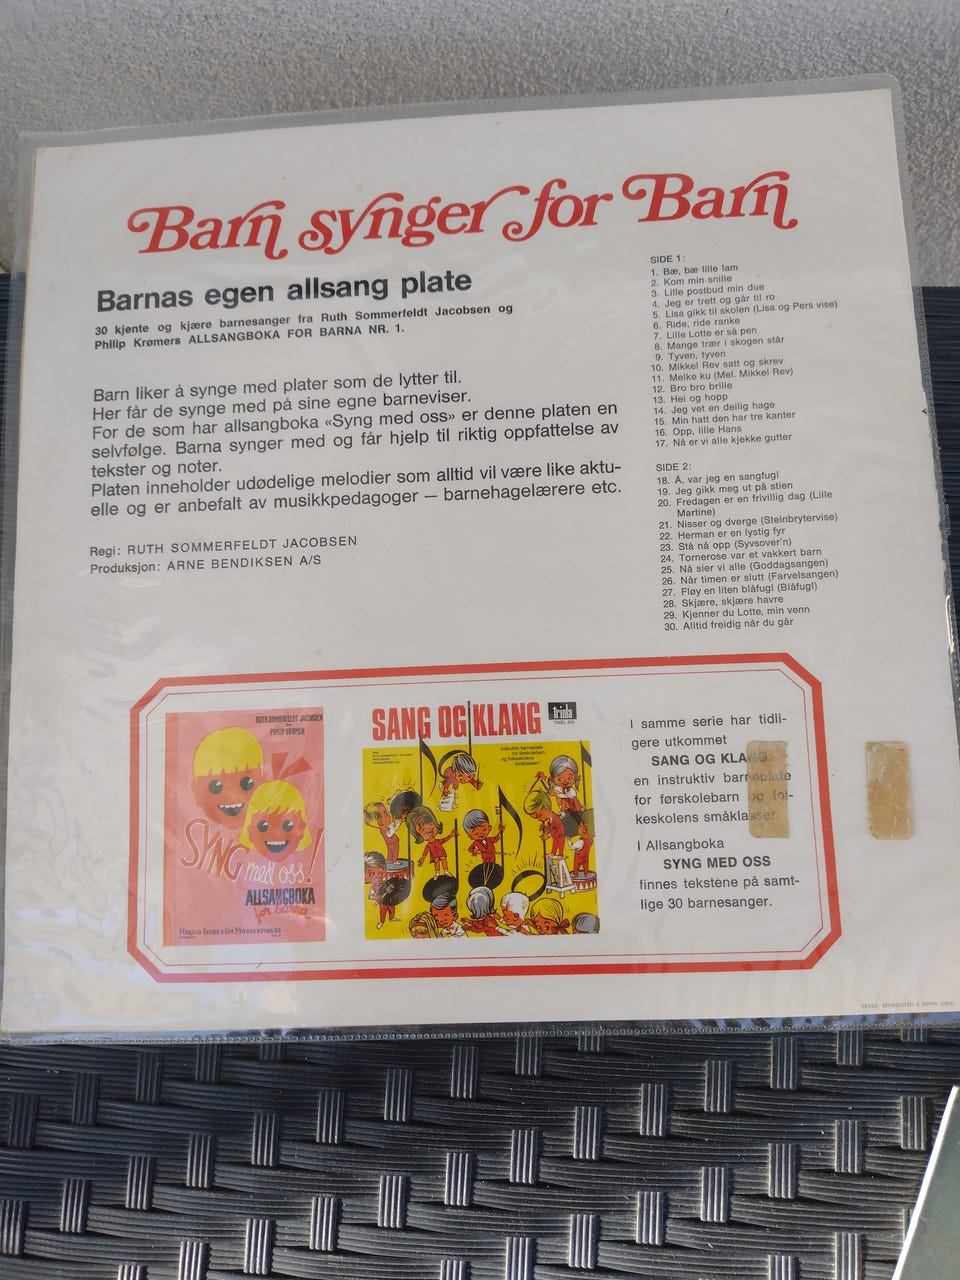 Barn synger for Barn
Barnas egen allsang plate
30 kjente og kjære barnesanger fra Ruth Sommerfeldt Jacobsen og
Philip Krømers ALLSANGBOKA FOR BARNA NR. 1.
Barn liker å synge med plater som de lytter til.
Her får de synge med på sine egne barneviser.
For de som har allsangboka «Syng med oss» er denne platen en
selvfølge. Barna synger med og får hjelp til riktig oppfattelse av
tekster og noter.
Platen inneholder udødelige melodier som alltid vil være like aktu-
elle og er anbefalt av musikkpedagoger – barnehagelærere etc.
Regi: RUTH SOMMERFELDT JACOBSEN
Produksjon: ARNE BENDIKSEN A/S
SIDE 1:
1. Bæ, bæ lille lam
2. Kom min snille
3. Lille postbud min due
4. Jeg er trett og går til ro
5. Lisa gikk til skolen (Lisa og Pers vise)
6. Ride, ride ranke
7. Lille Lotte er så pen
8. Mange trær i skogen står
9. Tyven, tyven
10. Mikkel Rev satt og skrev
11. Melke ku (Mel. Mikkel Rev)
12. Bro bro brille
13. Hei og hopp
14. Jeg vet en deilig hage
15. Min hatt den har tre kanter
16. Opp, lille Hans
17. Nå er vi alle kjekke gutter
SIDE 2:
18. Å, var jeg en sangfugl
19. Jeg gikk meg ut på stien
20. Fredagen er en frivillig dag (Lille
Martine)
21. Nisser og dverge (Steinbrytervise)
22. Herman er en lystig fyr
23. Stå nå opp (Syvsover'n)
24. Tornerose var et vakkert barn
25. Nå sier vi alle (Goddagsangen)
26. Når timen er slutt (Farvelsangen)
27. Fløy en liten blåfugl (Blåfugl)
28. Skjære, skjære havre
29. Kjenner du Lotte, min venn
30. Alltid freidig når du går
RUTH SOMMERFELDT JACOBSEN
PHILIP KRØMER
SYNG med oss!
ALLSANGBOKA
for barna
HARALD LYCHE & CO'S MUSIKKFORLAG
SANG OG KLANG
triola
instruktiv barneplate
for førskolebarn
og folkeskolens
småklasser!
I samme serie har tidli-
gere utkommet
SANG OG KLANG.
en instruktiv barneplate
for førskolebarn og fol-
keskolens småklasser
I Allsangboka
SYNG MED OSS
finnes tekstene på samt-
lige 30 barnesanger.